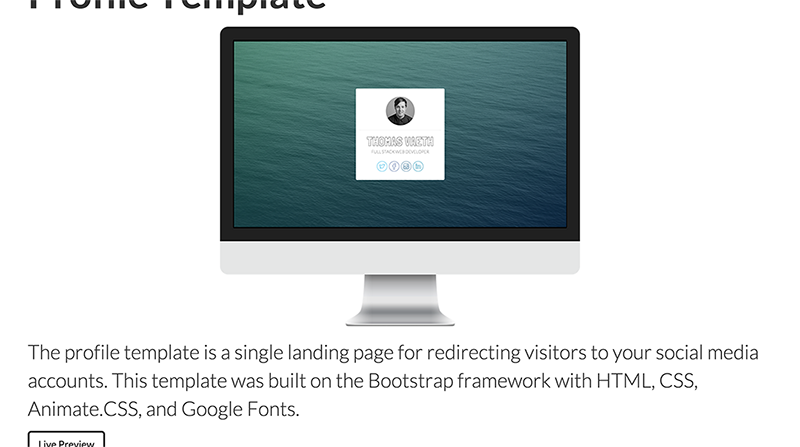 Profile Template
THOMAS VAETH
FULL STACK WEB DEVELOPER
The profile template is a single landing page for redirecting visitors to your social media
accounts. This template was built on the Bootstrap framework with HTML, CSS,
Animate.CSS, and Google Fonts.
Live Preview